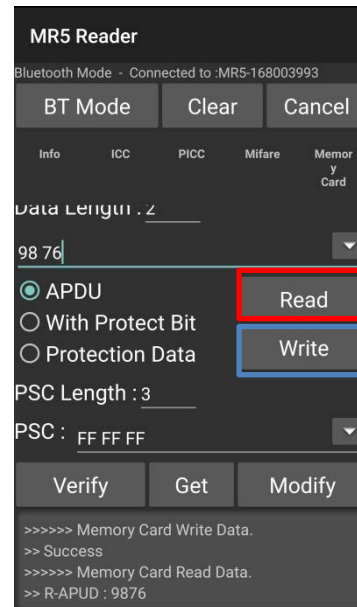 MR5 Reader
Bluetooth Mode - Connected to :MR5-168003993
BT Mode Clear Cancel
Info ICC PICC Mifare Memor
y
Card
Data Length : 2
98 76
APDU
Read
With Protect Bit
Protection Data
Write
PSC Length : 3
PSC : FF FF FF
Verify Get Modify
>>>>>> Memory Card Write Data.
>> Success
>>>>>> Memory Card Read Data.
>> R-APUD : 9876